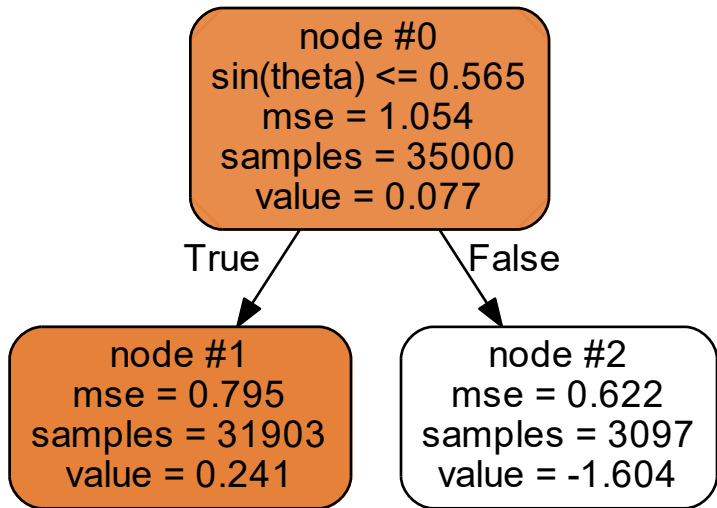 node #0
sin(theta) <= 0.565
mse = 1.054
samples = 35000
value = 0.077
True
False
node #1
mse = 0.795
samples = 31903
value = 0.241
node #2
mse = 0.622
samples = 3097
value = -1.604